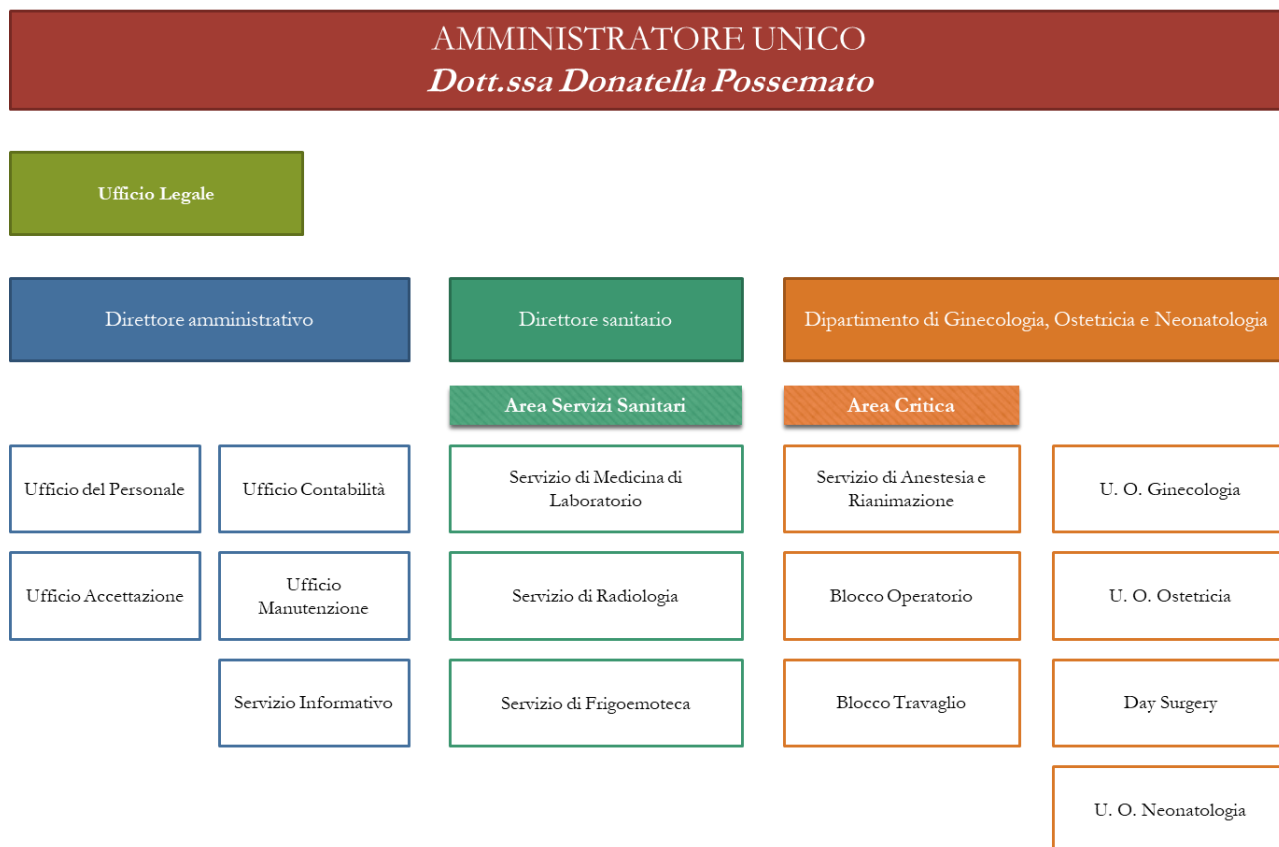 AMMINISTRATORE UNICO
Dott.ssa Donatella Possemato
Ufficio Legale
Direttore amministrativo
Direttore sanitario
Dipartimento di Ginecologia, Ostetricia e Neonatologia
Area Servizi Sanitari
Area Critica
Ufficio del Personale
Ufficio Contabilità
Servizio di Medicina di
Laboratorio
Servizio di Anestesia e
Rianimazione
U. O. Ginecologia
Ufficio Accettazione
Ufficio
Manutenzione
Servizio di Radiologia
Blocco Operatorio
U. O. Ostetricia
Servizio Informativo
Servizio di Frigoemoteca
Blocco Travaglio
Day Surgery
U. O. Neonatologia